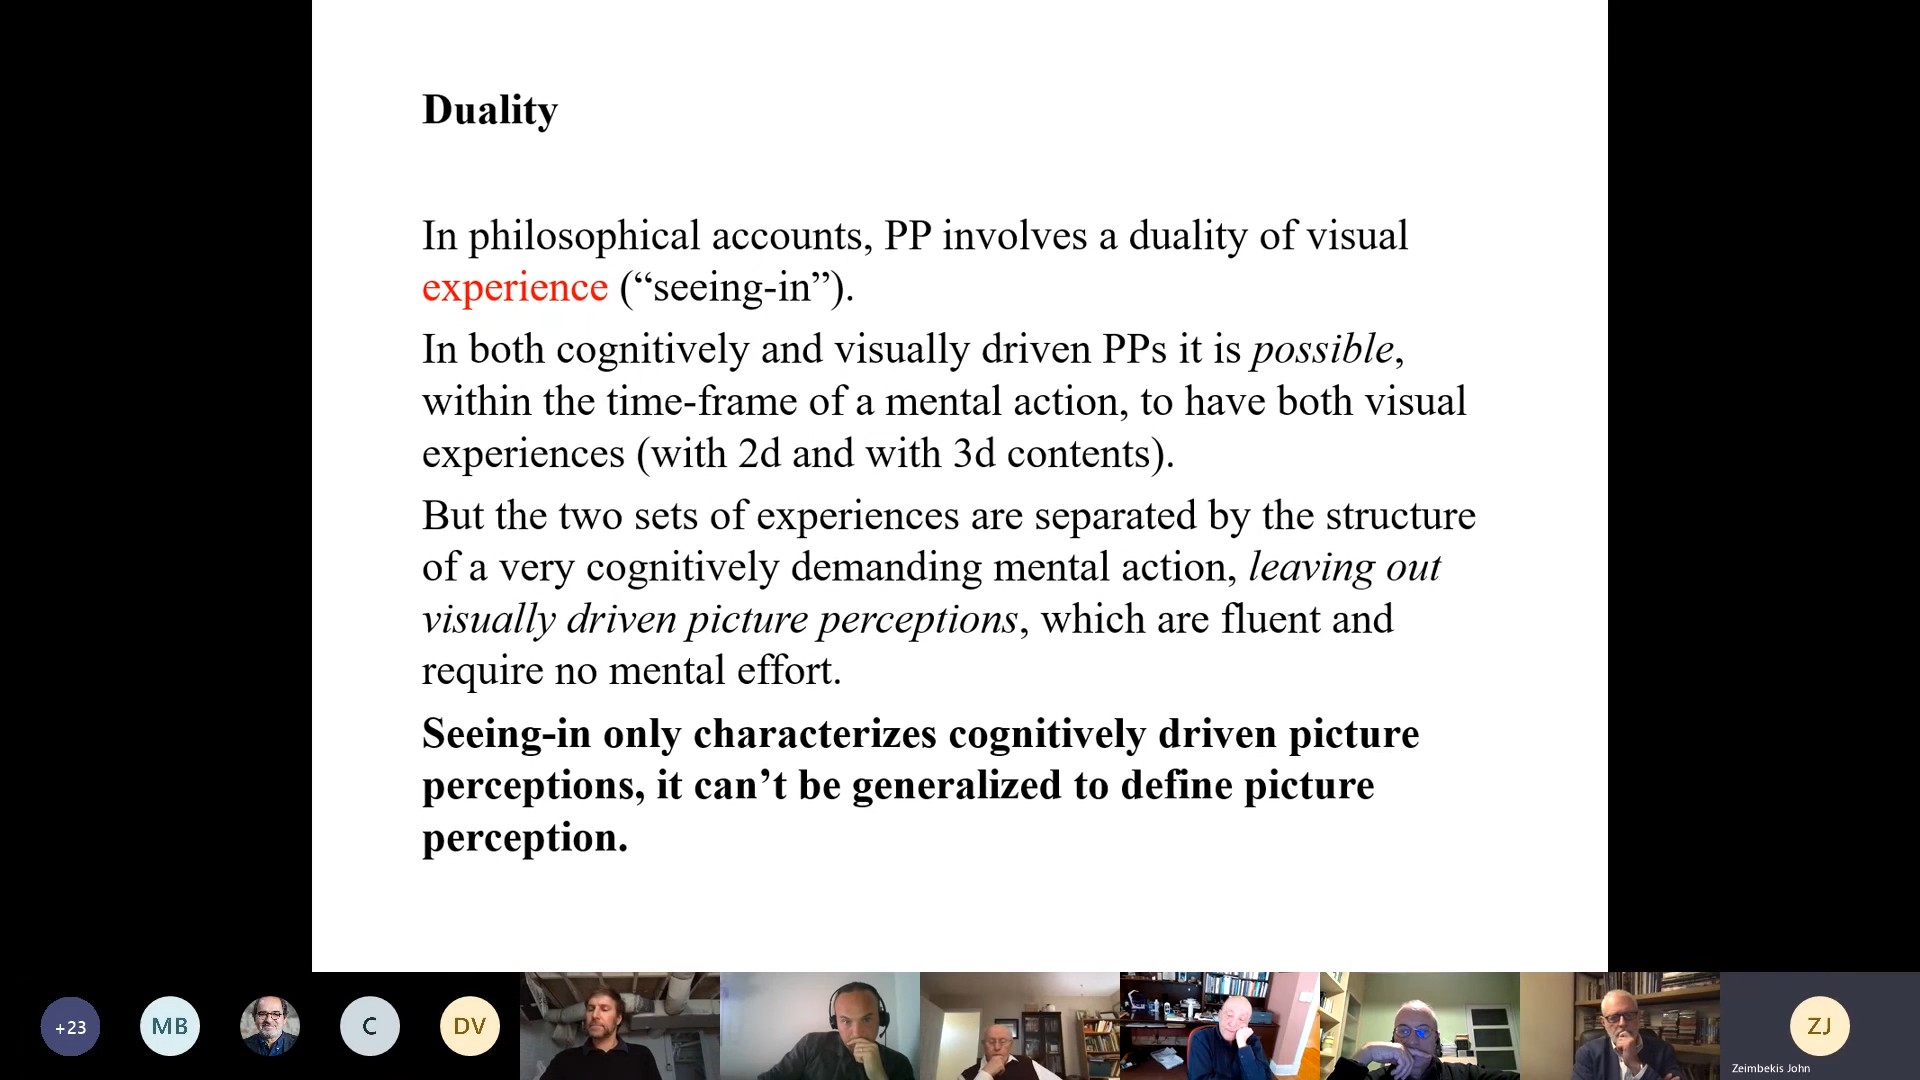 Duality
In philosophical accounts, PP involves a duality of visual
experience (“seeing-in”).
In both cognitively and visually driven PPs it is possible,
within the time-frame of a mental action, to have both visual
experiences (with 2d and with 3d contents).
But the two sets of experiences are separated by the structure
of a very cognitively demanding mental action, leaving out
visually driven picture perceptions, which are fluent and
require no mental effort.
Seeing-in only characterizes cognitively driven picture
perceptions, it can’t be generalized to define picture
perception.
+23
MB
C
DV
ZJ
Zeimbekis John